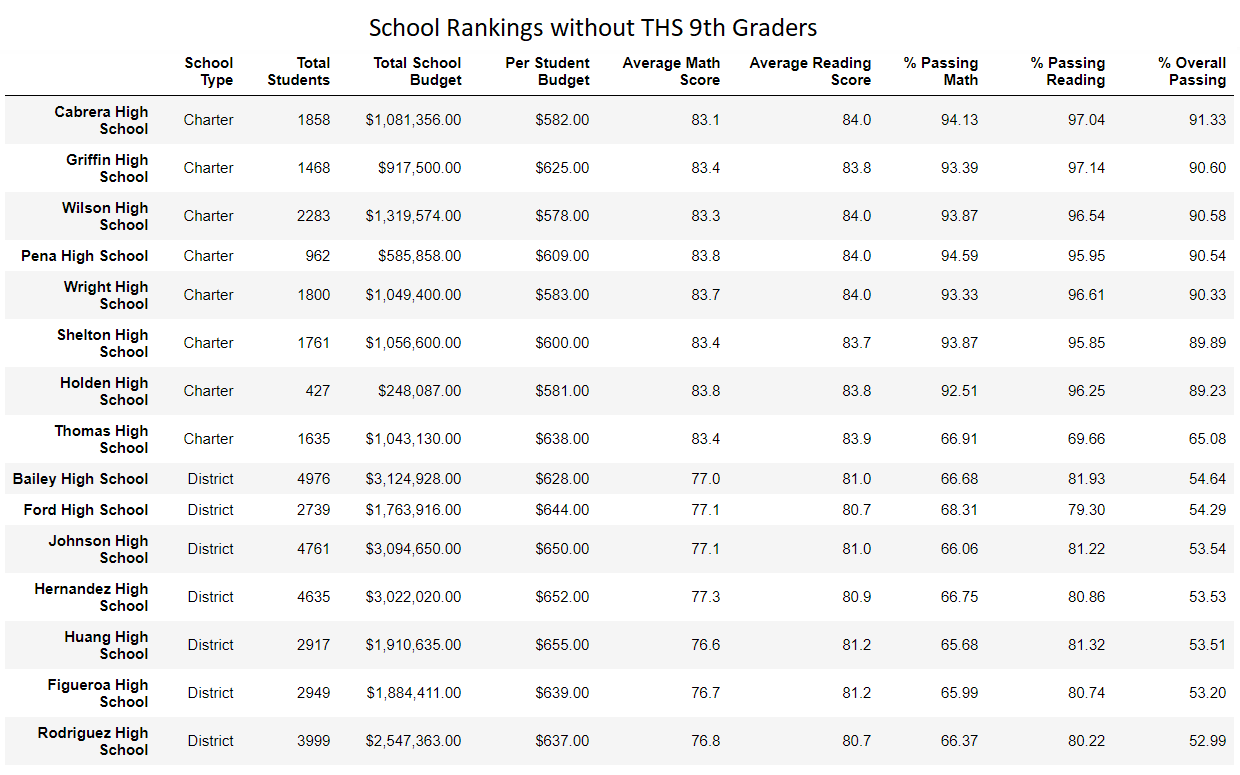 School Rankings without THS 9th Graders
School Type Total Students Total School Budget Per Student Budget Average Math Score Average Reading Score % Passing Math % Passing Reading % Overall Passing
Cabrera High School Charter 1858 $1,081,356.00 $582.00 83.1 84.0 94.13 97.04 91.33
Griffin High School Charter 1468 $917,500.00 $625.00 83.4 83.8 93.39 97.14 90.60
Wilson High School Charter 2283 $1,319,574.00 $578.00 83.3 84.0 93.87 96.54 90.58
Pena High School Charter 962 $585,858.00 $609.00 83.8 84.0 94.59 95.95 90.54
Wright High School Charter 1800 $1,049,400.00 $583.00 83.7 84.0 93.33 96.61 90.33
Shelton High School Charter 1761 $1,056,600.00 $600.00 83.4 83.7 93.87 95.85 89.89
Holden High School Charter 427 $248,087.00 $581.00 83.8 83.8 92.51 96.25 89.23
Thomas High School Charter 1635 $1,043,130.00 $638.00 83.4 83.9 66.91 69.66 65.08
Bailey High School District 4976 $3,124,928.00 $628.00 77.0 81.0 66.68 81.93 54.64
Ford High School District 2739 $1,763,916.00 $644.00 77.1 80.7 68.31 79.30 54.29
Johnson High School District 4761 $3,094,650.00 $650.00 77.1 81.0 66.06 81.22 53.54
Hernandez High School District 4635 $3,022,020.00 $652.00 77.3 80.9 66.75 80.86 53.53
Huang High School District 2917 $1,910,635.00 $655.00 76.6 81.2 65.68 81.32 53.51
Figueroa High School District 2949 $1,884,411.00 $639.00 76.7 81.2 65.99 80.74 53.20
Rodriguez High School District 3999 $2,547,363.00 $637.00 76.8 80.7 66.37 80.22 52.99